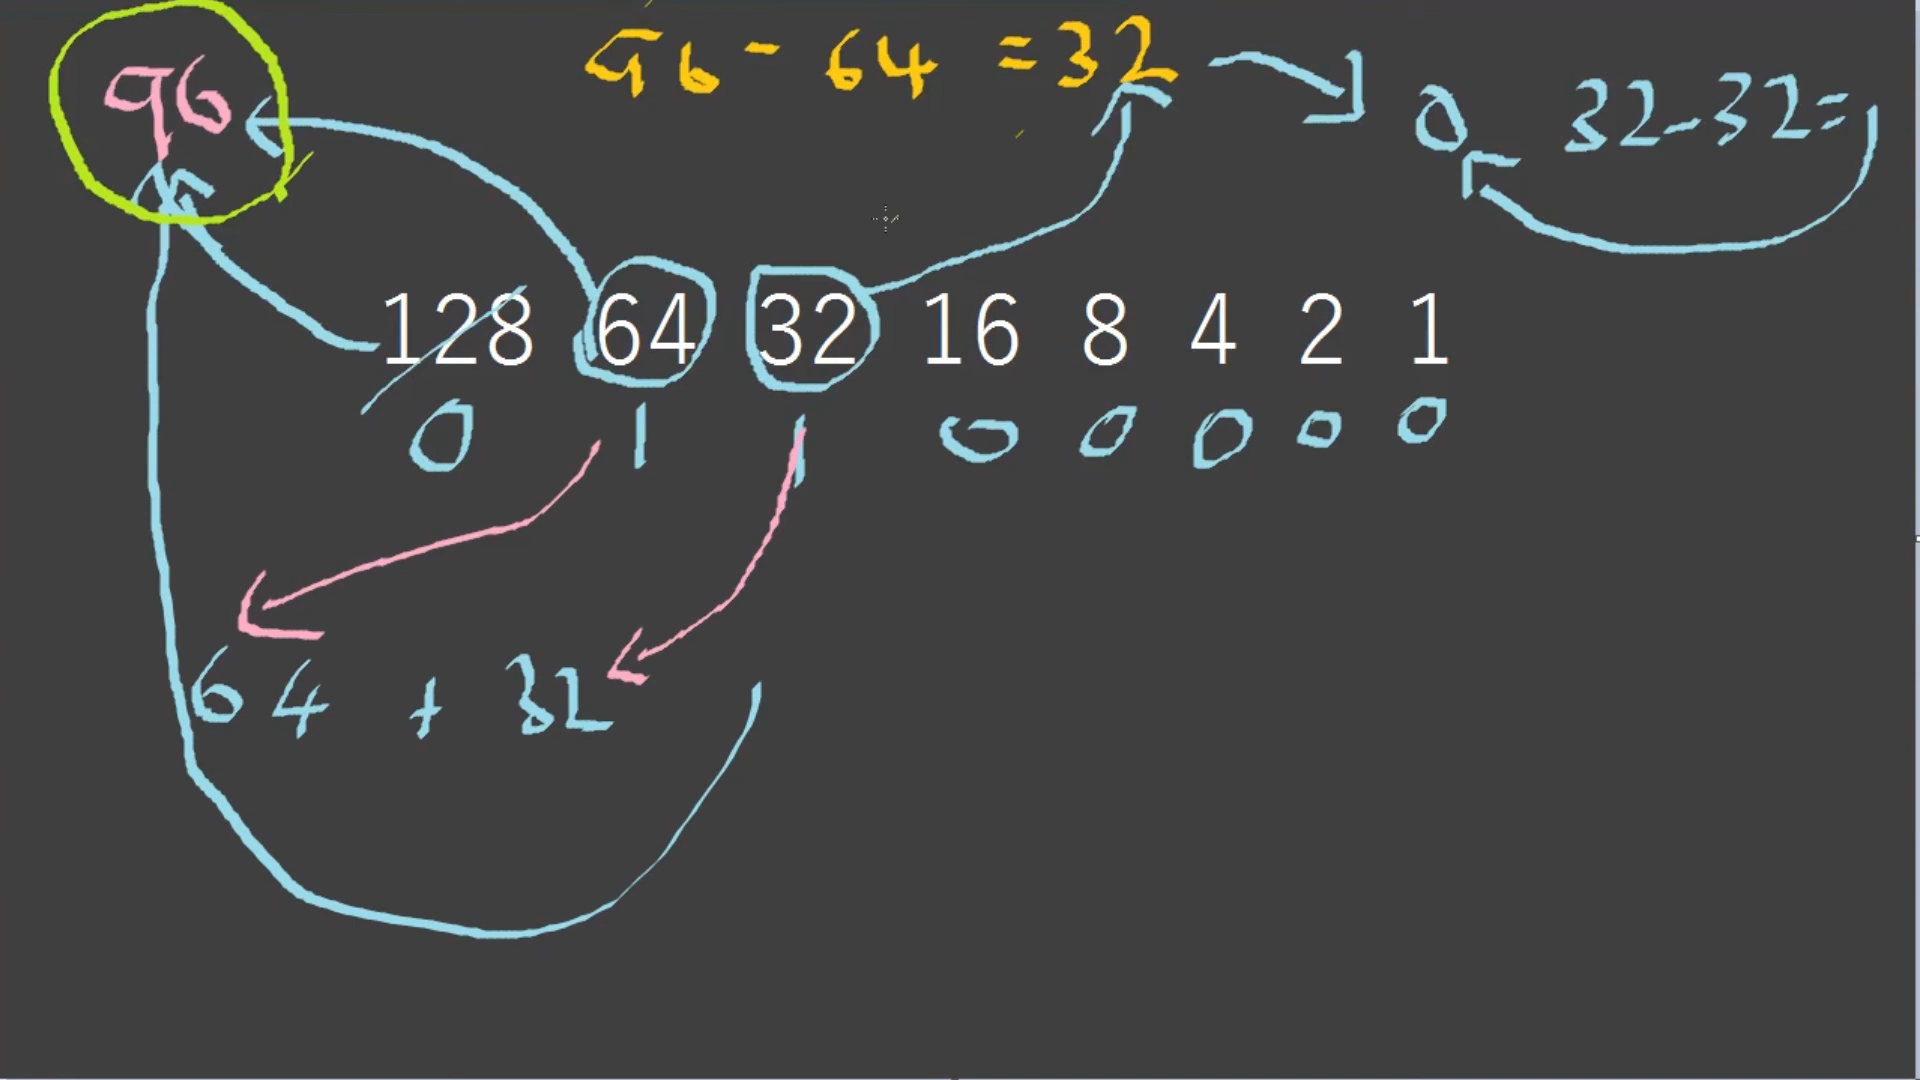 96
96 - 64 = 32
0 32-32=
128 64 32 16 8 4 2 1
0 1 1 0 0 0 0 0
64 + 32